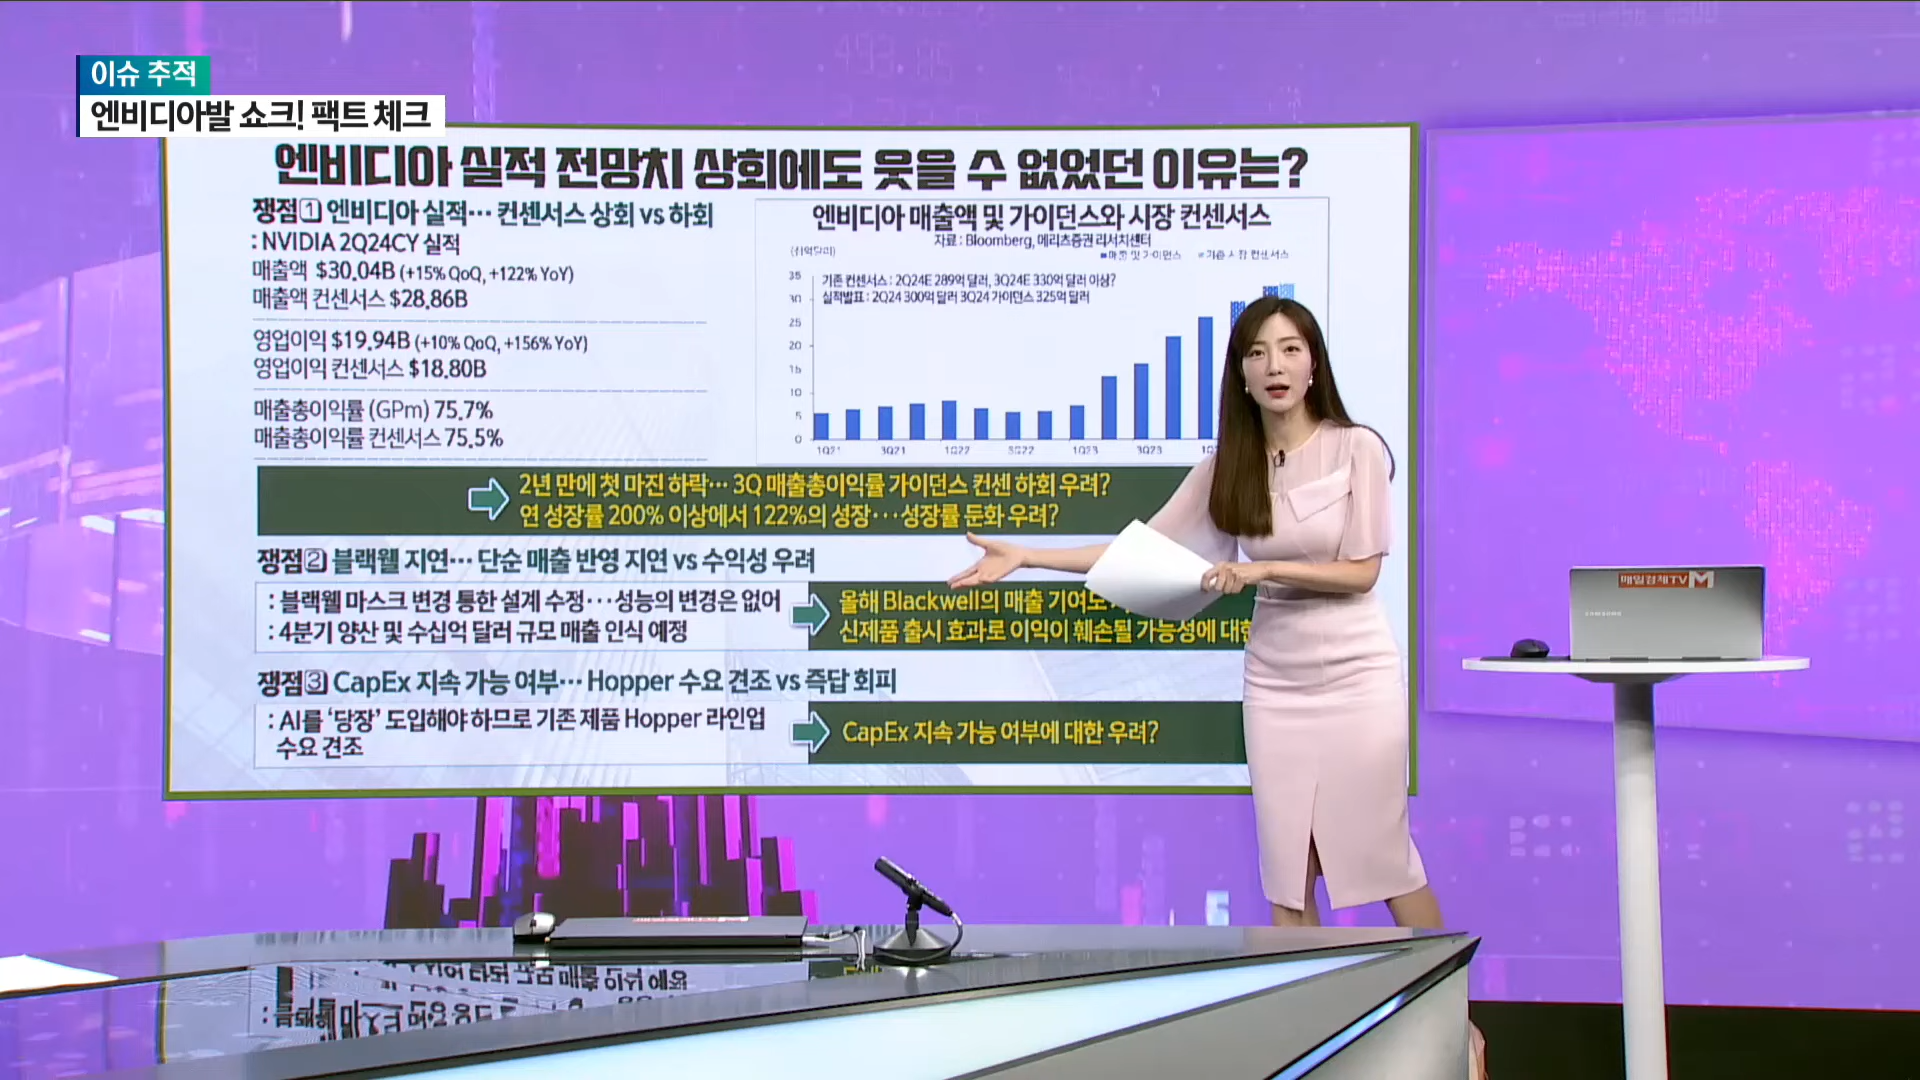 이슈 추적
엔비디아발 쇼크! 팩트 체크
엔비디아 실적 전망치 상회에도 웃을 수 없었던 이유는?
쟁점1 엔비디아 실적… 컨센서스 상회 vs 하회
: NVIDIA 2Q24CY 실적
매출액 $30.04B (+15% QoQ, +122% YoY)
매출액 컨센서스 $28.86B
영업이익 $19.94B (+10% QoQ, +156% YoY)
영업이익 컨센서스 $18.80B
매출총이익률 (GPm) 75.7%
매출총이익률 컨센서스 75.5%
엔비디아 매출액 및 가이던스와 시장 컨센서스
자료 : Bloomberg, 메리츠증권 리서치센터
(십억달러)
매출 및 가이던스 기존 시장 컨센서스
기존 컨센서스 : 2Q24E 289억 달러, 3Q24E 330억 달러 이상?
실적발표 : 2Q24 300억 달러 3Q24 가이던스 325억 달러
35
30
25
20
15
10
5
0
1Q21 3Q21 1Q22 3Q22 1Q23 3Q23
2년 만에 첫 마진 하락… 3Q 매출총이익률 가이던스 컨센 하회 우려?
연 성장률 200% 이상에서 122%의 성장…성장률 둔화 우려?
쟁점2 블랙웰 지연… 단순 매출 반영 지연 vs 수익성 우려
: 블랙웰 마스크 변경 통한 설계 수정…성능의 변경은 없어
: 4분기 양산 및 수십억 달러 규모 매출 인식 예정
올해 Blackwell의 매출 기여도
신제품 출시 효과로 이익이 훼손될 가능성에 대한
쟁점3 CapEx 지속 가능 여부… Hopper 수요 견조 vs 즉답 회피
: AI를 ‘당장’ 도입해야 하므로 기존 제품 Hopper 라인업
수요 견조
CapEx 지속 가능 여부에 대한 우려?
매일경제TV M
SAMSUNG